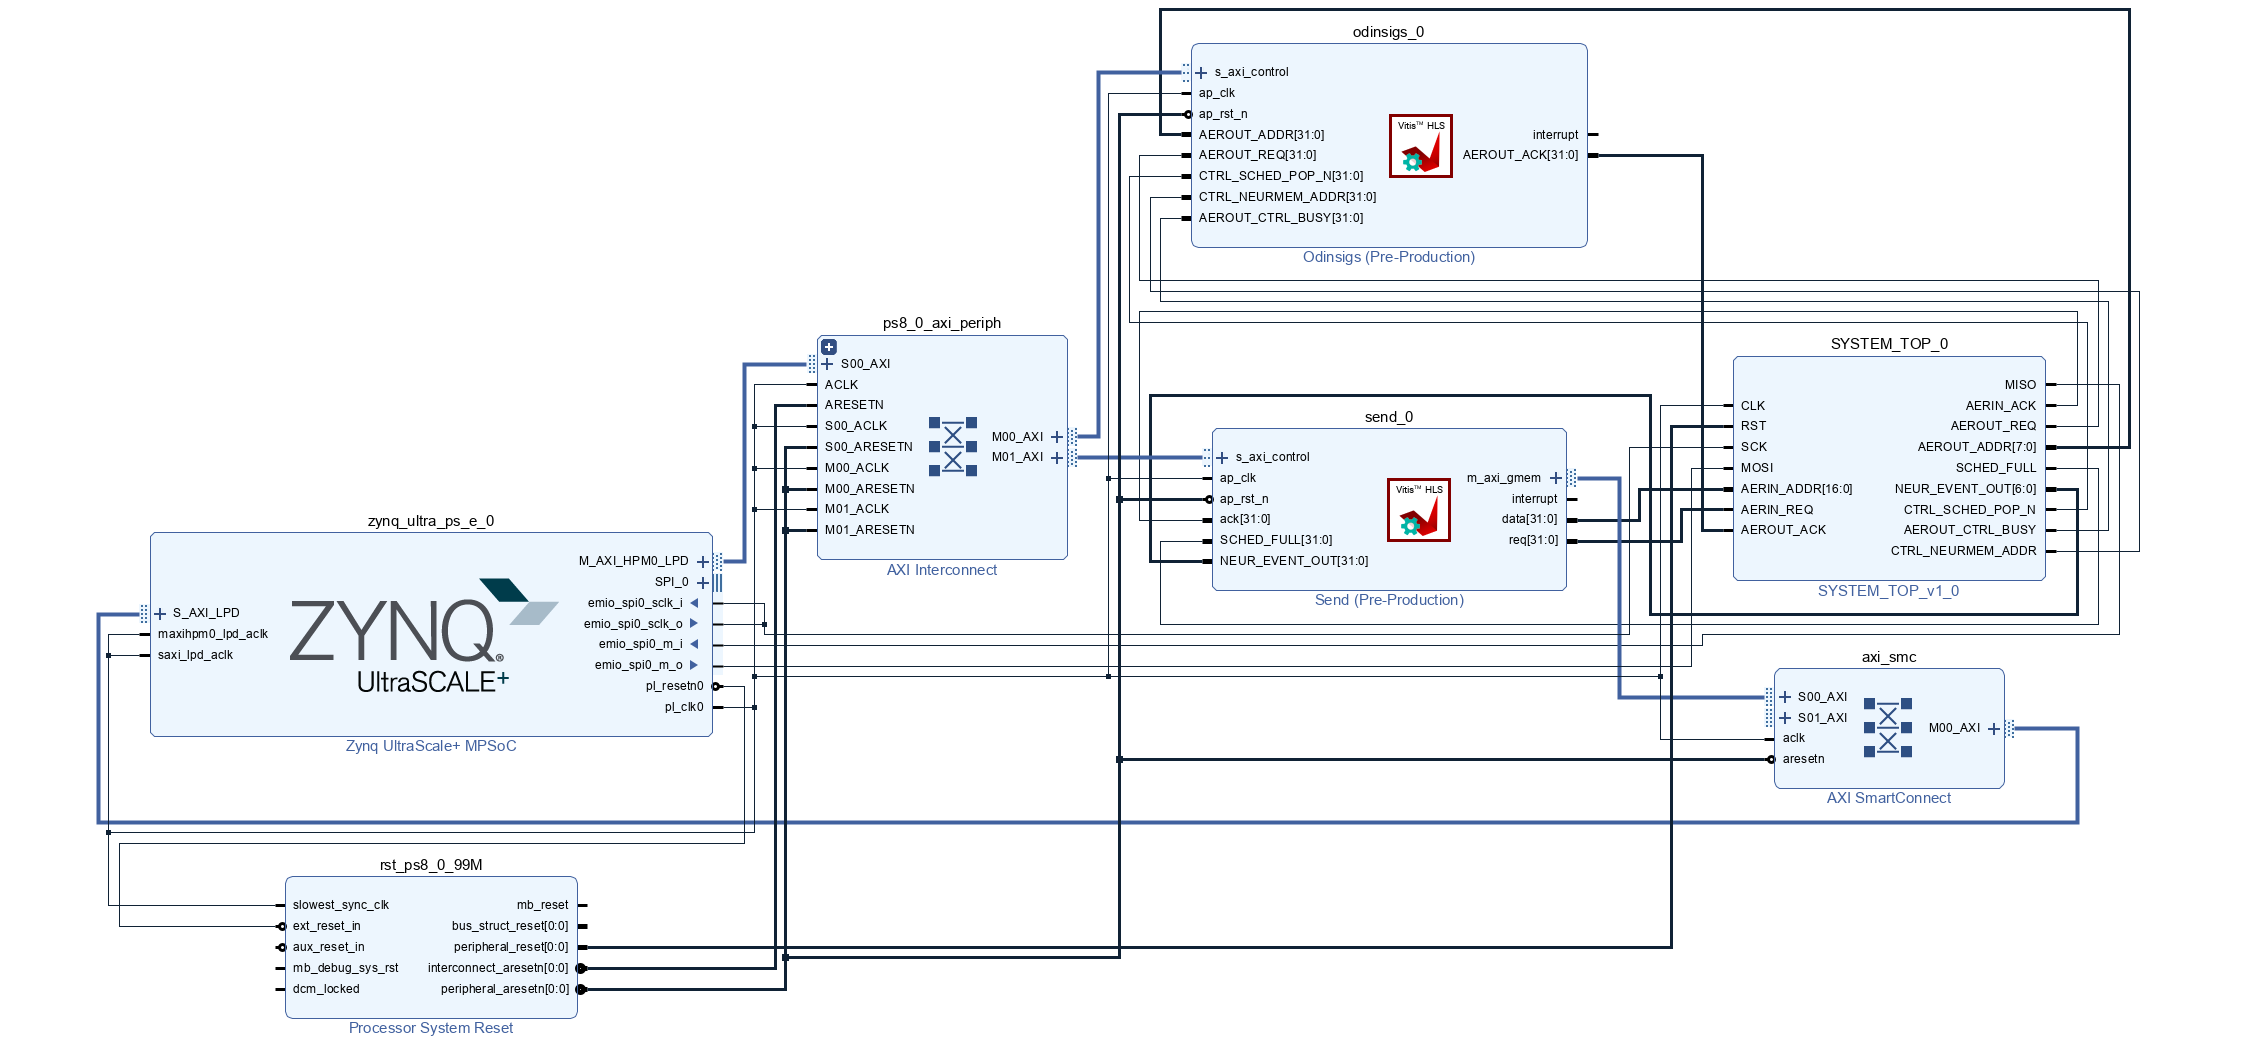 odinsigs_0
s_axi_control
ap_clk
ap_rst_n
AEROUT_ADDR[31:0]
AEROUT_REQ[31:0]
CTRL_SCHED_POP_N[31:0]
CTRL_NEURMEM_ADDR[31:0]
AEROUT_CTRL_BUSY[31:0]
Vitis™ HLS
interrupt
AEROUT_ACK[31:0]
Odinsigs (Pre-Production)
ps8_0_axi_periph
S00_AXI
ACLK
ARESETN
S00_ACLK
S00_ARESETN
M00_ACLK
M00_ARESETN
M01_ACLK
M01_ARESETN
M00_AXI
M01_AXI
AXI Interconnect
send_0
s_axi_control
ap_clk
ap_rst_n
ack[31:0]
SCHED_FULL[31:0]
NEUR_EVENT_OUT[31:0]
Vitis™ HLS
m_axi_gmem
interrupt
data[31:0]
req[31:0]
Send (Pre-Production)
SYSTEM_TOP_0
CLK
RST
SCK
MOSI
AERIN_ADDR[16:0]
AERIN_REQ
AEROUT_ACK
MISO
AERIN_ACK
AEROUT_REQ
AEROUT_ADDR[7:0]
SCHED_FULL
NEUR_EVENT_OUT[6:0]
CTRL_SCHED_POP_N
AEROUT_CTRL_BUSY
CTRL_NEURMEM_ADDR
SYSTEM_TOP_v1_0
zynq_ultra_ps_e_0
S_AXI_LPD
maxihpm0_lpd_aclk
saxi_lpd_aclk
ZYNQ®
UltraSCALE+
M_AXI_HPM0_LPD
SPI_0
emio_spi0_sclk_i
emio_spi0_sclk_o
emio_spi0_m_i
emio_spi0_m_o
pl_resetn0
pl_clk0
Zynq UltraScale+ MPSoC
axi_smc
S00_AXI
S01_AXI
aclk
aresetn
M00_AXI
AXI SmartConnect
rst_ps8_0_99M
slowest_sync_clk
ext_reset_in
aux_reset_in
mb_debug_sys_rst
dcm_locked
mb_reset
bus_struct_reset[0:0]
peripheral_reset[0:0]
interconnect_aresetn[0:0]
peripheral_aresetn[0:0]
Processor System Reset